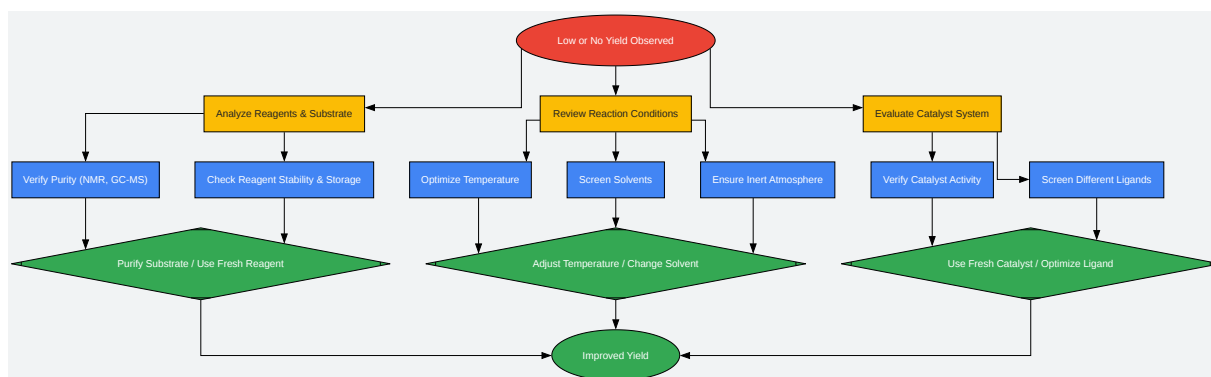 Low or No Yield Observed
Analyze Reagents & Substrate
Review Reaction Conditions
Evaluate Catalyst System
Verify Purity (NMR, GC-MS)
Check Reagent Stability & Storage
Optimize Temperature
Screen Solvents
Ensure Inert Atmosphere
Verify Catalyst Activity
Screen Different Ligands
Purify Substrate / Use Fresh Reagent
Adjust Temperature / Change Solvent
Use Fresh Catalyst / Optimize Ligand
Improved Yield